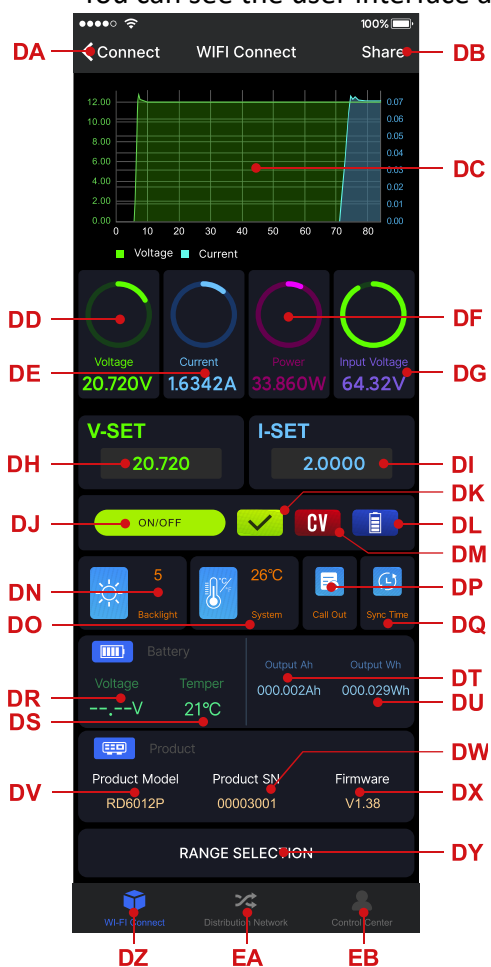 You can see the user interface a
100%
DA Connect WIFI Connect Share DB
12.00 0.07
10.00 0.06
0.05
8.00
6.00 0.04
0.03
4.00
0.02
2.00 0.01
0.00 0.00
0 10 20 30 40 50 60 70 80
Voltage Current
DC
DD
DF
Voltage Current Power Input Voltage
DE 20.720V 1.6342A 33.860W 64.32V DG
V-SET I-SET
DH 20.720 2.0000 DI
DK
DJ ON/OFF CV DL
DM
5 26℃
DN DP
Backlight System Call Out Sync Time
DO DQ
Battery
Output Ah Output Wh
DT
Voltage Temper
000.002Ah 000.029Wh
DR DU
--.--V 21℃
DS
Product
DW
Product Model Product SN Firmware
DV RD6012P 00003001 V1.38 DX
RANGE SELECTION DY
WI-FI Connect Distribution Network Control Center
DZ EA EB